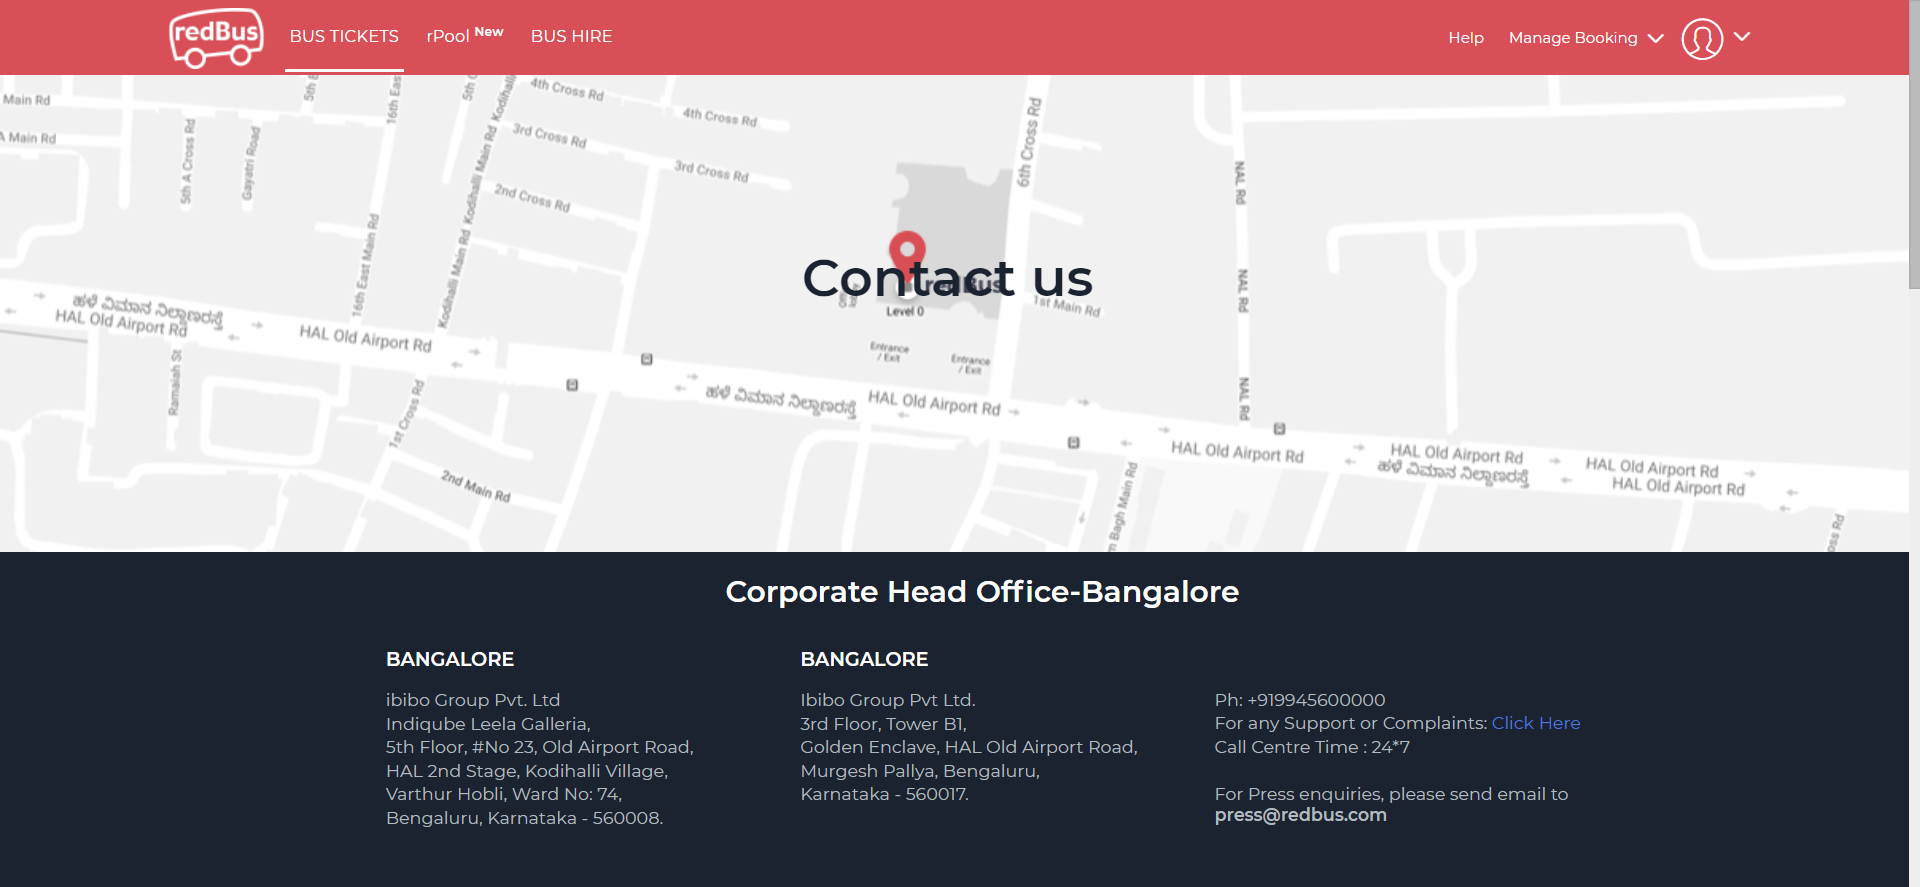 redBus
BUS TICKETS
rPool New
BUS HIRE
Help
Manage Booking
Main Rd
A Main Rd
5th A Cross Rd
Gayatri Road
16th East
16th East Main Rd
Kodihalli Main Rd
Kodihalli Main Rd
4th Cross Rd
4th Cross Rd
3rd Cross Rd
3rd Cross Rd
2nd Cross Rd
6th Cross Rd
NAL Rd
NAL Rd
NAL Rd
Contact us
redBus
Level 0
1st Main Rd
Entrance
/ Exit
Entrance
/ Exit
ಹಳೆ ವಿಮಾನ ನಿಲ್ದಾಣರಸ್ತೆ
HAL Old Airport Rd
HAL Old Airport Rd
ಹಳೆ ವಿಮಾನ ನಿಲ್ದಾಣರಸ್ತೆ
HAL Old Airport Rd
HAL Old Airport Rd
HAL Old Airport Rd
ಹಳೆ ವಿಮಾನ ನಿಲ್ದಾಣರಸ್ತೆ
HAL Old Airport Rd
HAL Old Airport Rd
Ramaiah St
1st Cross Rd
2nd Main Rd
Bagh Main Rd
Corporate Head Office-Bangalore
BANGALORE
ibibo Group Pvt. Ltd
Indiqube Leela Galleria,
5th Floor, #No 23, Old Airport Road,
HAL 2nd Stage, Kodihalli Village,
Varthur Hobli, Ward No: 74,
Bengaluru, Karnataka - 560008.
BANGALORE
Ibibo Group Pvt Ltd.
3rd Floor, Tower B1,
Golden Enclave, HAL Old Airport Road,
Murgesh Pallya, Bengaluru,
Karnataka - 560017.
Ph: +919945600000
For any Support or Complaints: Click Here
Call Centre Time : 24*7
For Press enquiries, please send email to
press@redbus.com